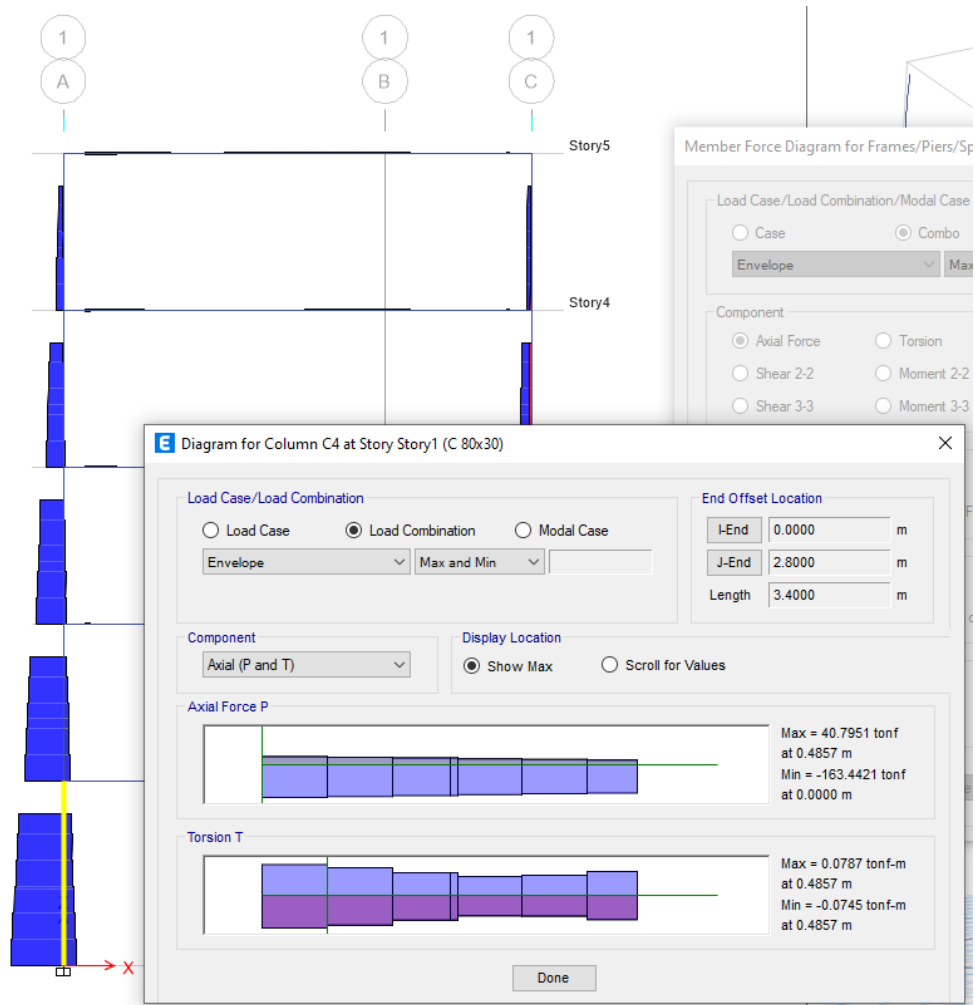 1 1 1
A B C
Story5
Member Force Diagram for Frames/Piers/Sp
Load Case/Load Combination/Modal Case
Case Combo
Envelope Max
Story4
Component
Axial Force Torsion
Shear 2-2 Moment 2-2
Shear 3-3 Moment 3-3
E Diagram for Column C4 at Story Story1 (C 80x30)
Load Case/Load Combination
Load Case Load Combination Modal Case
Envelope Max and Min
End Offset Location
I-End 0.0000 m
J-End 2.8000 m
Length 3.4000 m
Component
Axial (P and T)
Display Location
Show Max Scroll for Values
Axial Force P
Max = 40.7951 tonf
at 0.4857 m
Min = -163.4421 tonf
at 0.0000 m
Torsion T
Max = 0.0787 tonf-m
at 0.4857 m
Min = -0.0745 tonf-m
at 0.4857 m
Done
X